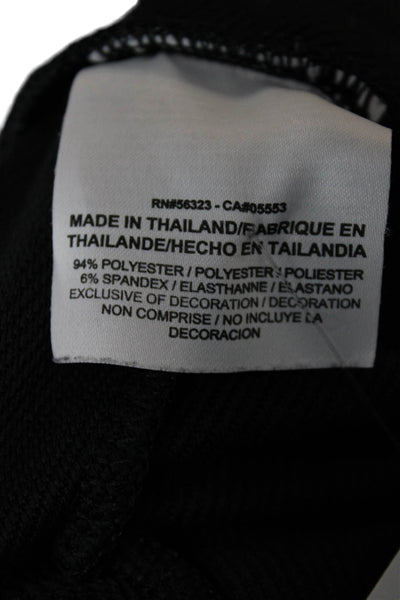 RN#56323 - CA#05553
MADE IN THAILAND/FABRIQUE EN
THAILANDE/HECHO EN TAILANDIA
94% POLYESTER / POLYESTER / POLIESTER
6% SPANDEX / ELASTHANNE / ELASTANO
EXCLUSIVE OF DECORATION / DECORATION
NON COMPRISE / NO INCLUYE LA
DECORACION